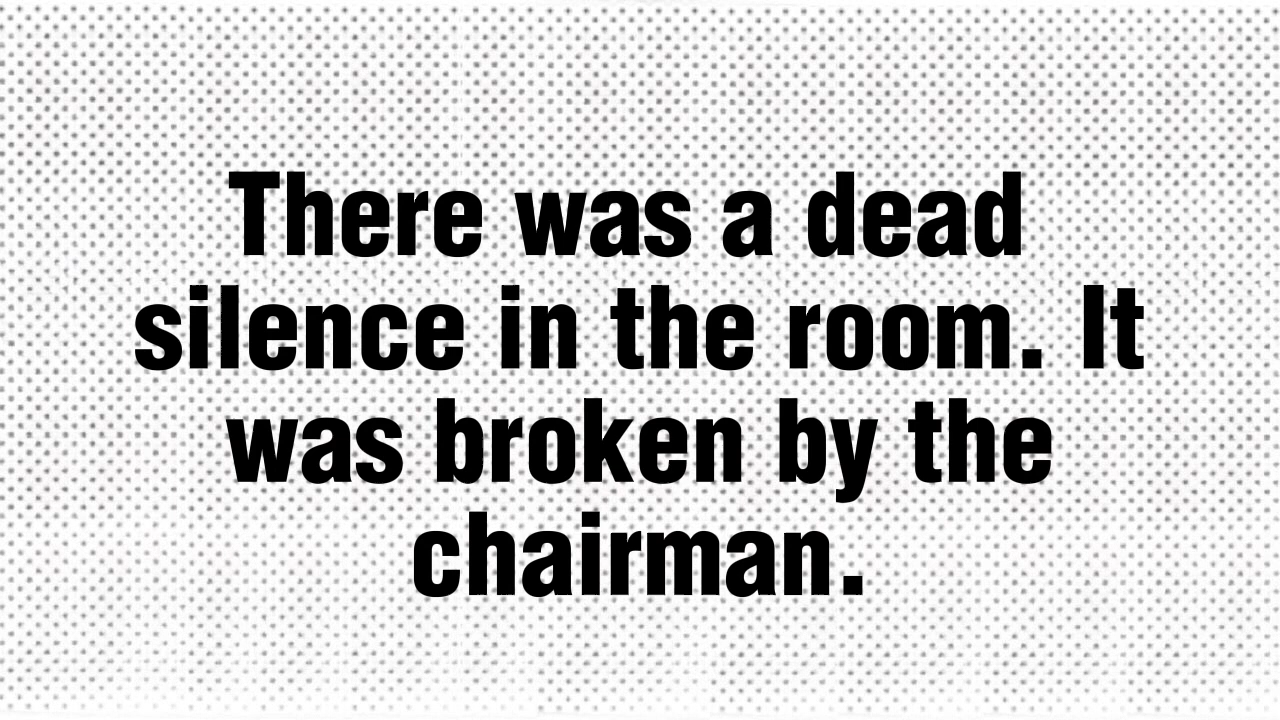 There was a dead
silence in the room. It
was broken by the
chairman.